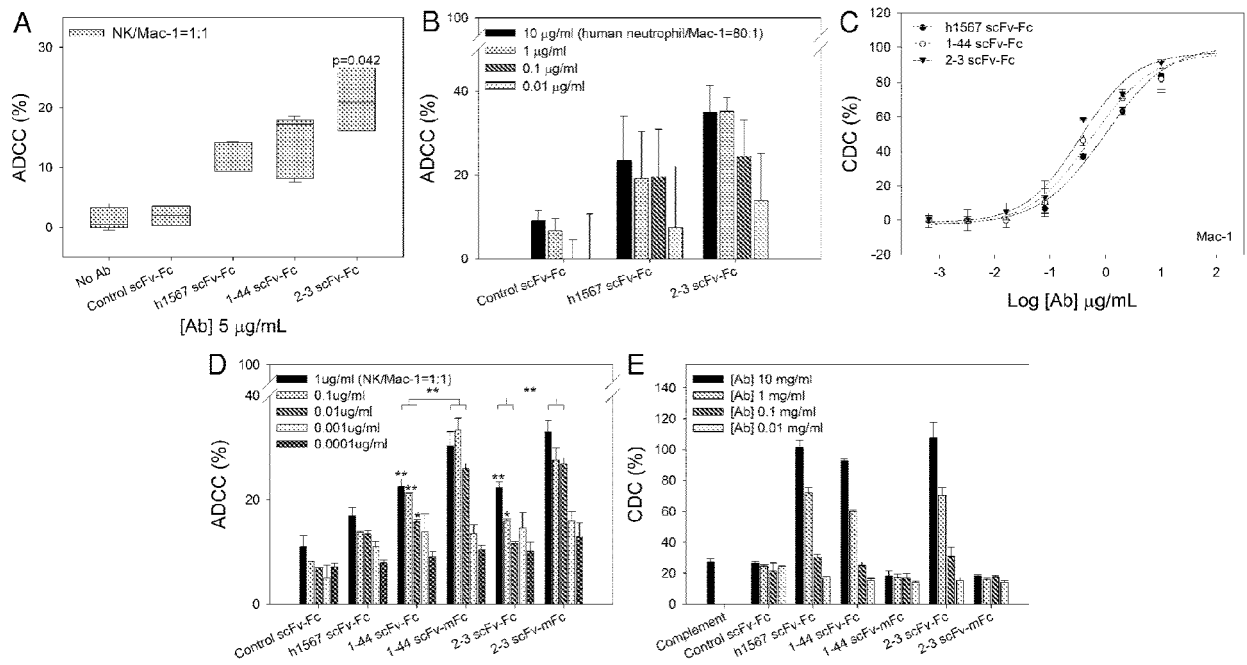 A
NK/Mac-1=1:1
p=0.042
30
20
10
0
ADCC (%)
No Ab
Control scFv-Fc
h1567 scFv-Fc
1-44 scFv-Fc
2-3 scFv-Fc
[Ab] 5 µg/mL
B
100
40
20
0
ADCC (%)
10 µg/ml (human neutrophil/Mac-1=80:1)
1 µg/ml
0.1 µg/ml
0.01 µg/ml
Control scFv-Fc
h1567 scFv-Fc
2-3 scFv-Fc
C
120
100
80
60
40
20
0
-20
CDC (%)
h1567 scFv-Fc
1-44 scFv-Fc
2-3 scFv-Fc
Mac-1
-3 -2 -1 0 1 2
Log [Ab] µg/mL
D
100
40
20
0
ADCC (%)
1ug/ml (NK/Mac-1=1:1)
0.1ug/ml
0.01ug/ml
0.001ug/ml
0.0001ug/ml
** **
** ** * ** *
Control scFv-Fc
h1567 scFv-Fc
1-44 scFv-Fc
1-44 scFv-mFc
2-3 scFv-Fc
2-3 scFv-mFc
E
140
120
100
80
60
40
20
0
CDC (%)
[Ab] 10 mg/ml
[Ab] 1 mg/ml
[Ab] 0.1 mg/ml
[Ab] 0.01 mg/ml
Complement
Control scFv-Fc
h1567 scFv-Fc
1-44 scFv-Fc
1-44 scFv-mFc
2-3 scFv-Fc
2-3 scFv-mFc